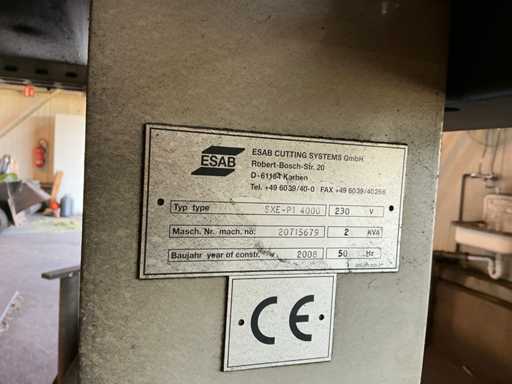 ESAB
ESAB CUTTING SYSTEMS GmbH
Robert-Bosch-Str. 20
D-61184 Karben
Tel. +49 6039/40-0 FAX +49 6039/40266
Typ type SXE-P1 4000 230 V
Masch. Nr. mach. no. 20715679 2 KVA
Baujahr year of constr. 2008 50 Hz
CE